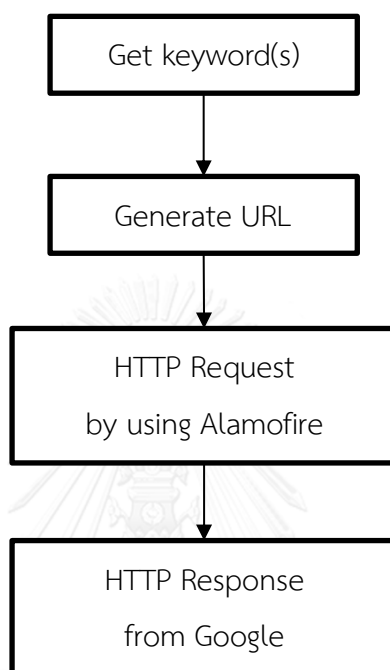 Get keyword(s)
Generate URL
HTTP Request
by using Alamofire
HTTP Response
from Google